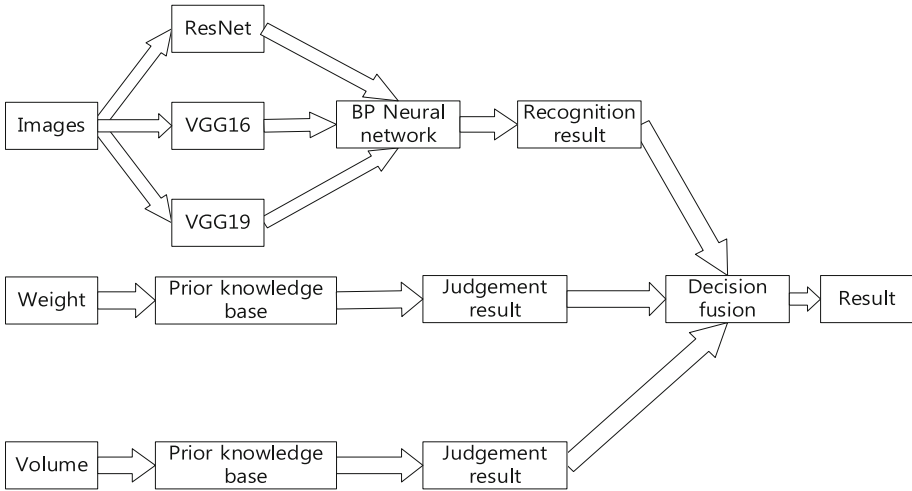 ResNet
Images
VGG16
BP Neural
network
Recognition
result
VGG19
Weight
Prior knowledge
base
Judgement
result
Decision
fusion
Result
Volume
Prior knowledge
base
Judgement
result